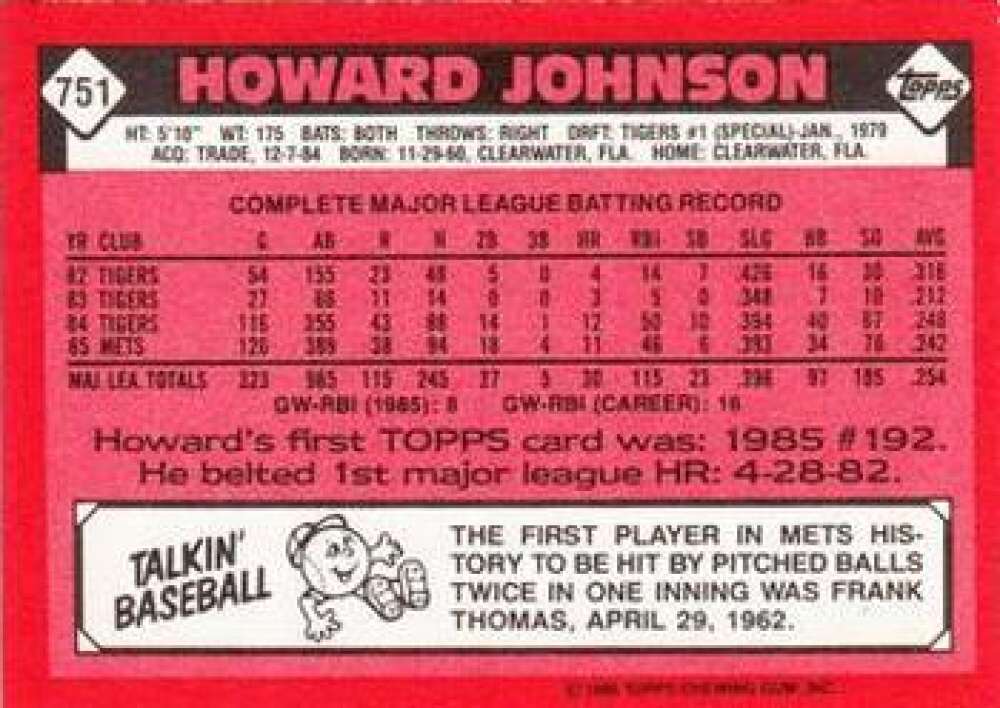 751
HOWARD JOHNSON
TOPPS
HT: 5'10" WT: 175 BATS: BOTH THROWS: RIGHT DRFT: TIGERS #1 (SPECIAL)-JAN., 1979
ACQ: TRADE, 12-7-84 BORN: 11-29-60, CLEARWATER, FLA. HOME: CLEARWATER, FLA.
COMPLETE MAJOR LEAGUE BATTING RECORD
YR CLUB G AB R H 2B 3B HR RBI SB SLG BB SO AVG
82 TIGERS 54 155 23 49 5 0 4 14 7 .426 16 30 .316
83 TIGERS 27 66 11 14 0 0 3 5 0 .348 7 10 .212
84 TIGERS 116 355 43 88 14 1 12 50 10 .394 40 67 .248
85 METS 126 389 38 94 18 4 11 46 6 .393 34 78 .242
MAJ. LEA. TOTALS 323 965 115 245 37 5 30 115 23 .396 97 185 .254
GW-RBI (1985): 8 GW-RBI (CAREER): 16
Howard's first TOPPS card was: 1985 #192.
He belted 1st major league HR: 4-28-82.
TALKIN'
BASEBALL
THE FIRST PLAYER IN METS HIS-
TORY TO BE HIT BY PITCHED BALLS
TWICE IN ONE INNING WAS FRANK
THOMAS, APRIL 29, 1962.
© 1986 TOPPS CHEWING GUM, INC.